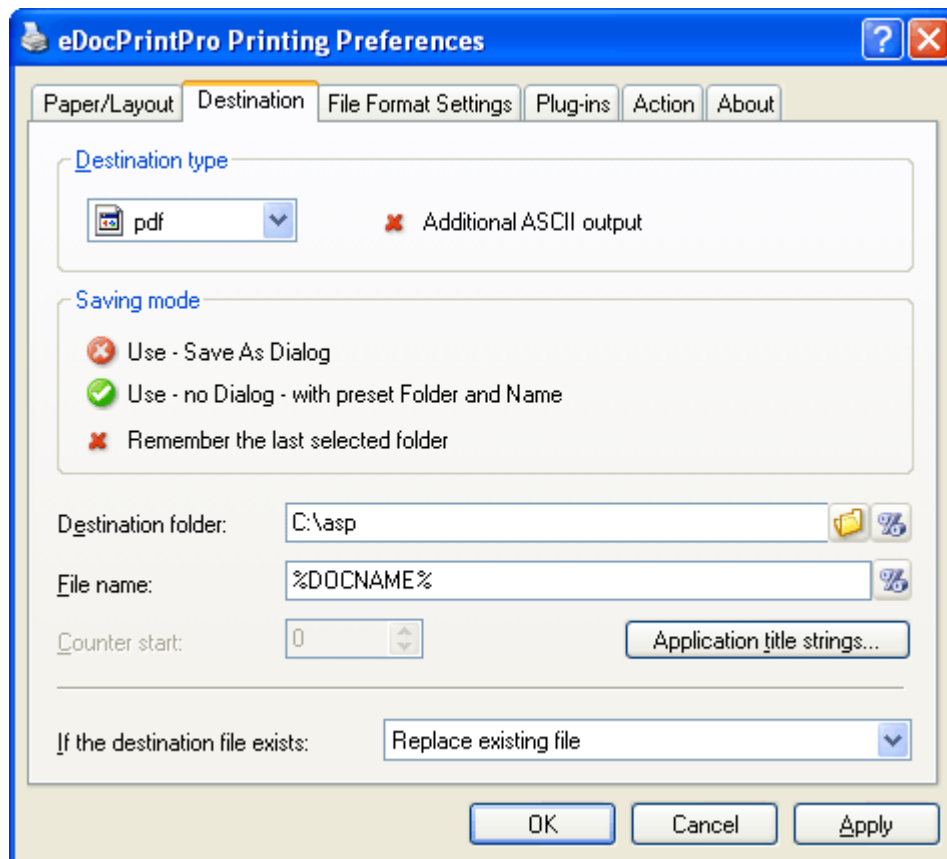 eDocPrintPro Printing Preferences
Paper/Layout Destination File Format Settings Plug-ins Action About
Destination type
pdf Additional ASCII output
Saving mode
Use - Save As Dialog
Use - no Dialog - with preset Folder and Name
Remember the last selected folder
Destination folder: C:\asp
File name: %DOCNAME%
Counter start: 0 Application title strings...
If the destination file exists: Replace existing file
OK Cancel Apply